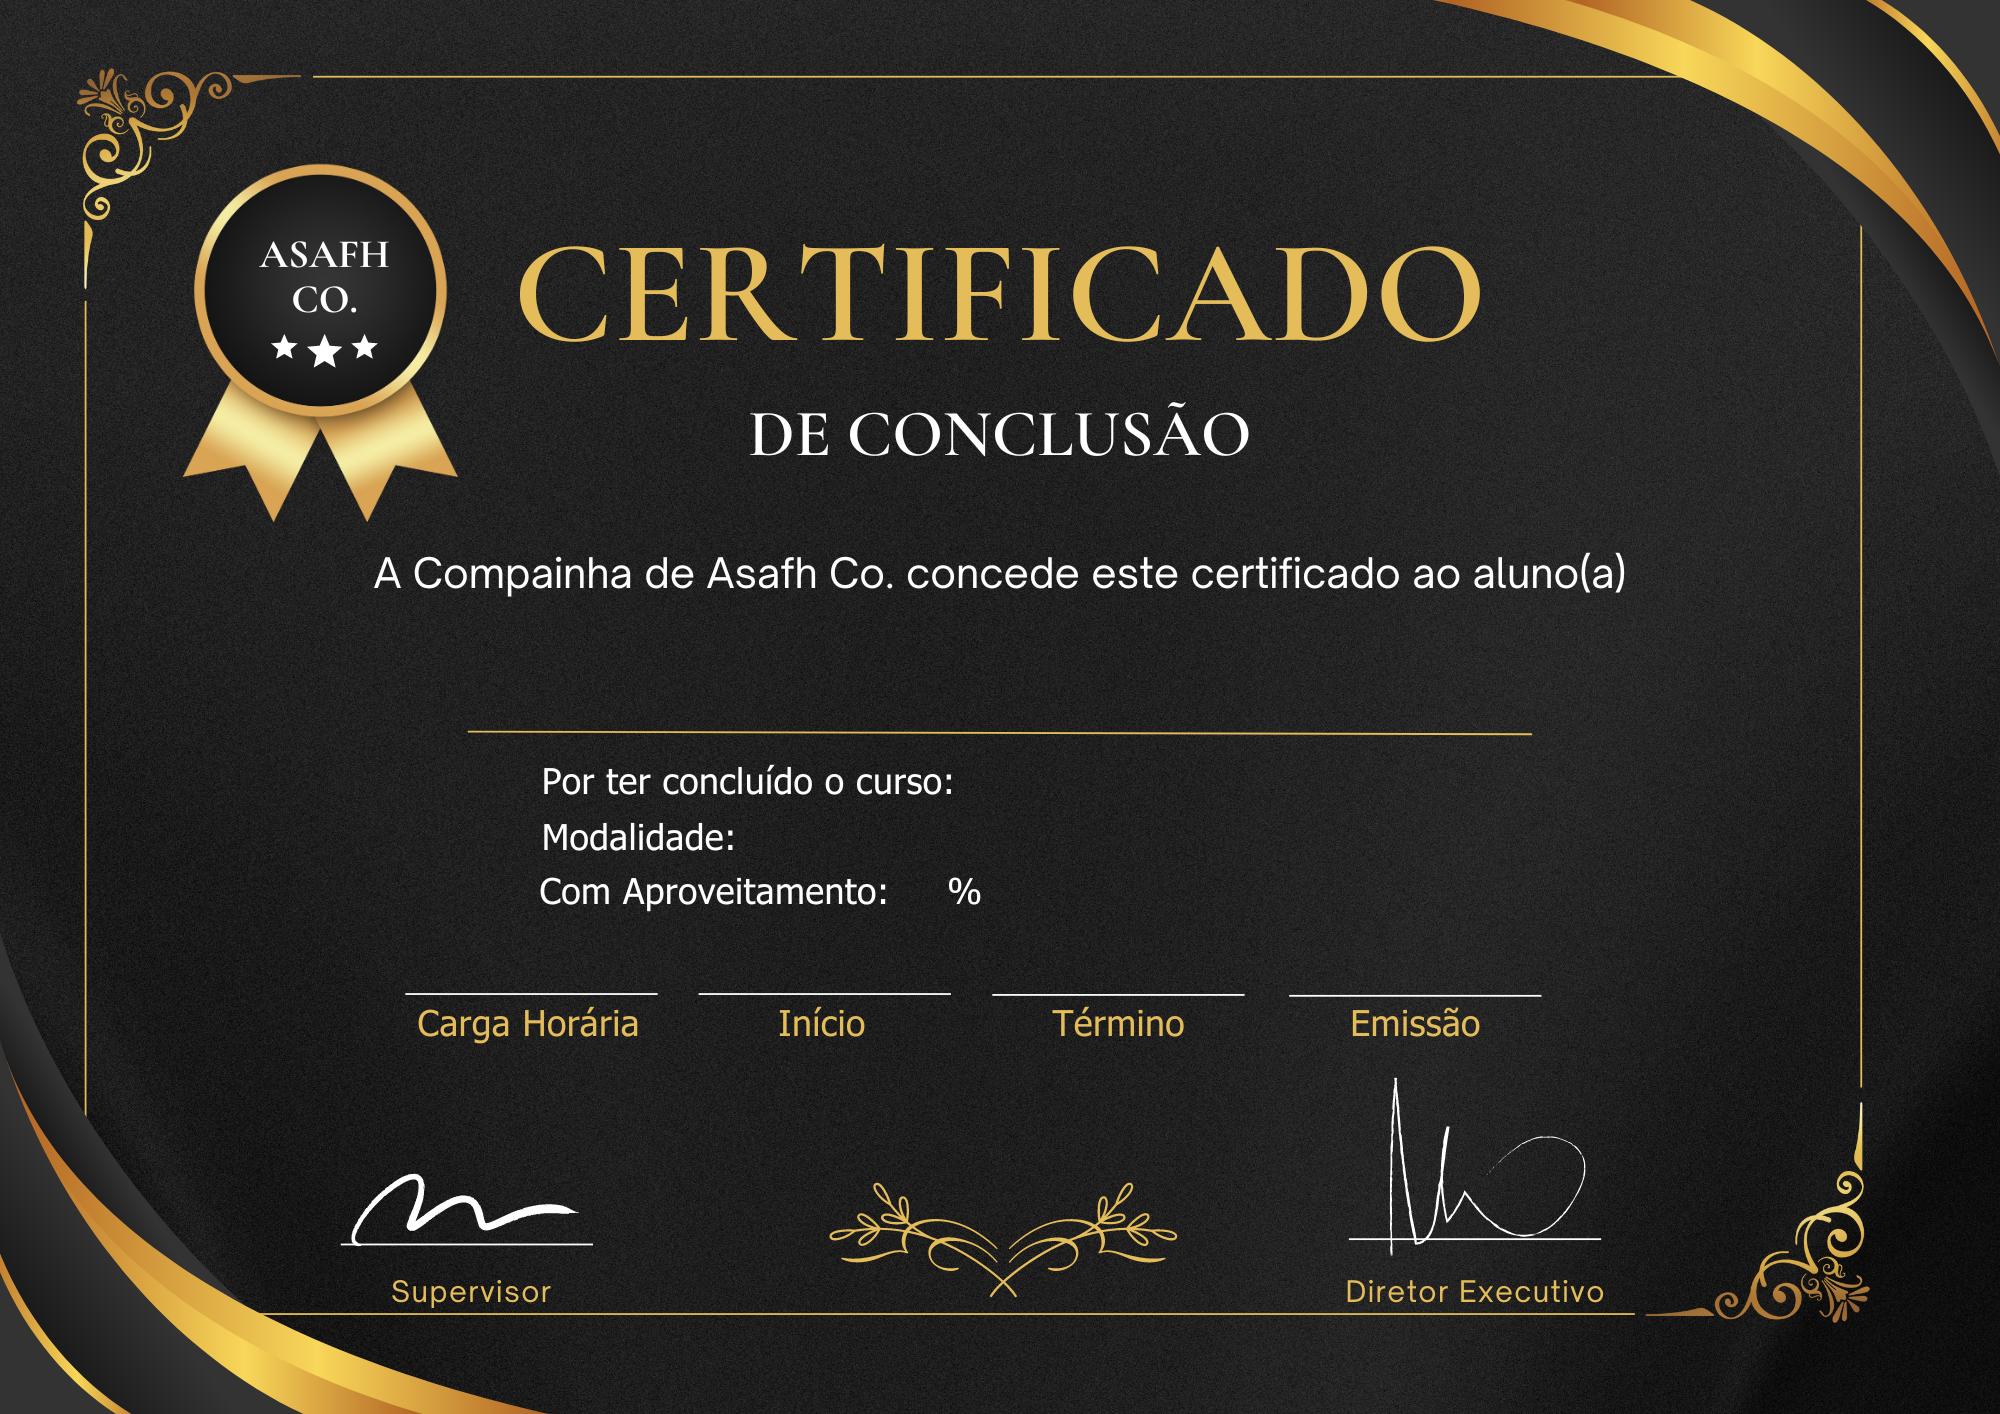 ASAFH
CO.
CERTIFICADO
DE CONCLUSÃO
A Compainha de Asafh Co. concede este certificado ao aluno(a)
Por ter concluído o curso:
Modalidade:
Com Aproveitamento: %
Carga Horária Início Término Emissão
Supervisor Diretor Executivo